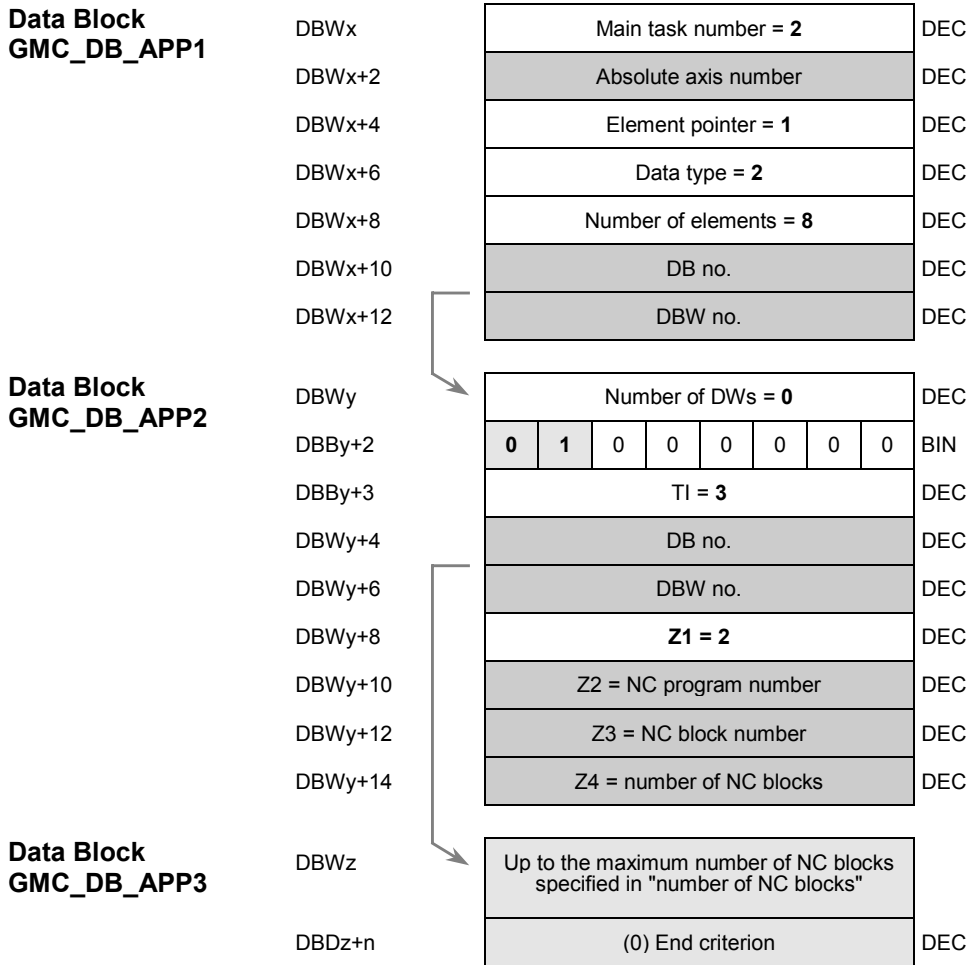 Data Block
GMC_DB_APP1
DBWx Main task number = 2 DEC
DBWx+2 Absolute axis number DEC
DBWx+4 Element pointer = 1 DEC
DBWx+6 Data type = 2 DEC
DBWx+8 Number of elements = 8 DEC
DBWx+10 DB no. DEC
DBWx+12 DBW no. DEC
Data Block
GMC_DB_APP2
DBWy Number of DWs = 0 DEC
DBBy+2 0 1 0 0 0 0 0 0 BIN
DBBy+3 TI = 3 DEC
DBWy+4 DB no. DEC
DBWy+6 DBW no. DEC
DBWy+8 Z1 = 2 DEC
DBWy+10 Z2 = NC program number DEC
DBWy+12 Z3 = NC block number DEC
DBWy+14 Z4 = number of NC blocks DEC
Data Block
GMC_DB_APP3
DBWz Up to the maximum number of NC blocks
specified in "number of NC blocks"
DBDz+n (0) End criterion DEC